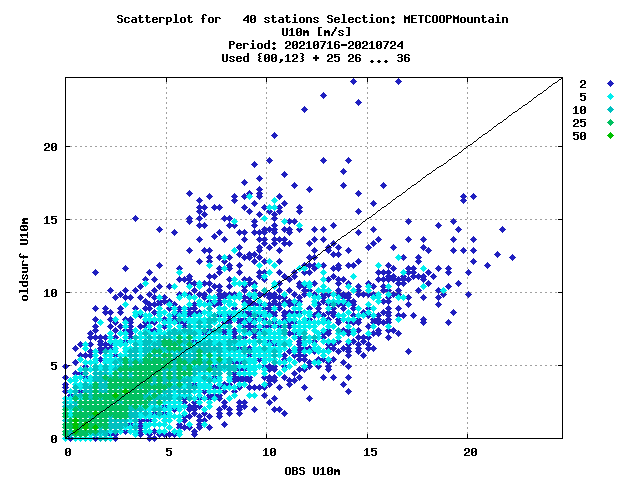 Scatterplot for 40 stations Selection: METCOOPMountain
U10m [m/s]
Period: 20210716-20210724
Used {00,12} + 25 26 ... 36
2
5
10
25
50
20
15
10
5
0
oldsurf U10m
0 5 10 15 20
OBS U10m